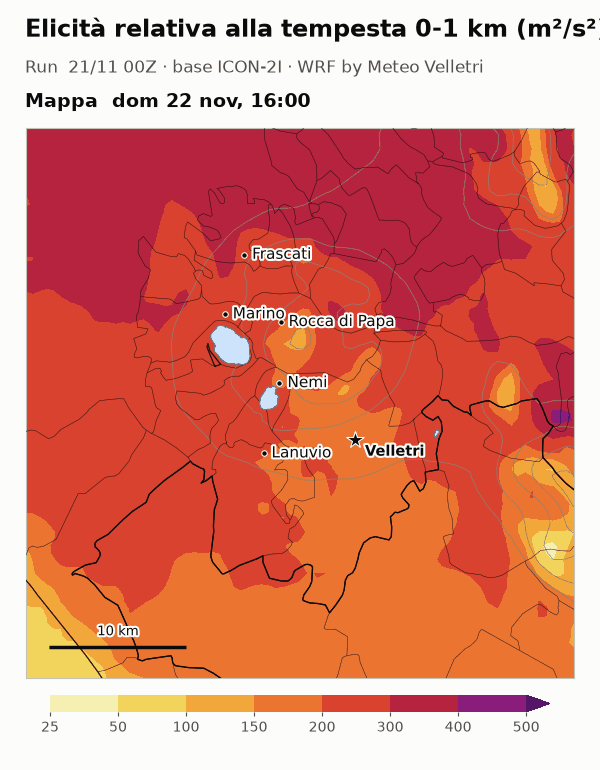 Elicità relativa alla tempesta 0-1 km (m²/s²)
Run  21/11 00Z · base ICON-2I · WRF by Meteo Velletri
Mappa  dom 22 nov, 16:00
Frascati
Marino
Rocca di Papa
Nemi
Velletri
Lanuvio
10 km
25 50 100 150 200 300 400 500